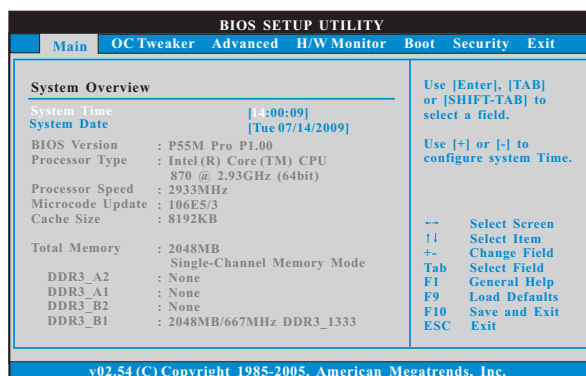 BIOS SETUP UTILITY
Main OC Tweaker Advanced H/W Monitor Boot Security Exit
System Overview
System Time [14:00:09]
System Date [Tue 07/14/2009]
BIOS Version : P55M Pro P1.00
Processor Type : Intel (R) Core (TM) CPU
870 @ 2.93GHz (64bit)
Processor Speed : 2933MHz
Microcode Update : 106E5/3
Cache Size : 8192KB
Total Memory : 2048MB
Single-Channel Memory Mode
DDR3_A2 : None
DDR3_A1 : None
DDR3_B2 : None
DDR3_B1 : 2048MB/667MHz DDR3_1333
Use [Enter], [TAB]
or [SHIFT-TAB] to
select a field.
Use [+] or [-] to
configure system Time.
←→ Select Screen
↑↓ Select Item
+- Change Field
Tab Select Field
F1 General Help
F9 Load Defaults
F10 Save and Exit
ESC Exit
v02.54 (C) Copyright 1985-2005, American Megatrends, Inc.